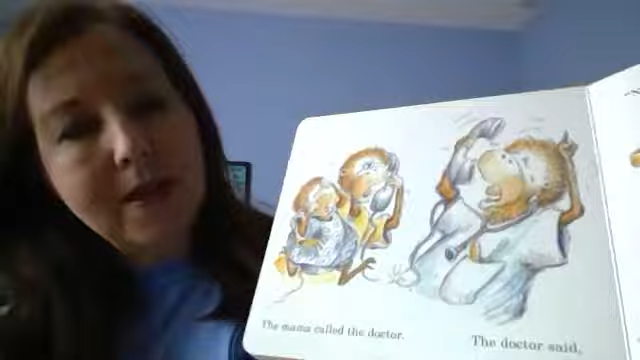 The mama called the doctor.
The doctor said,